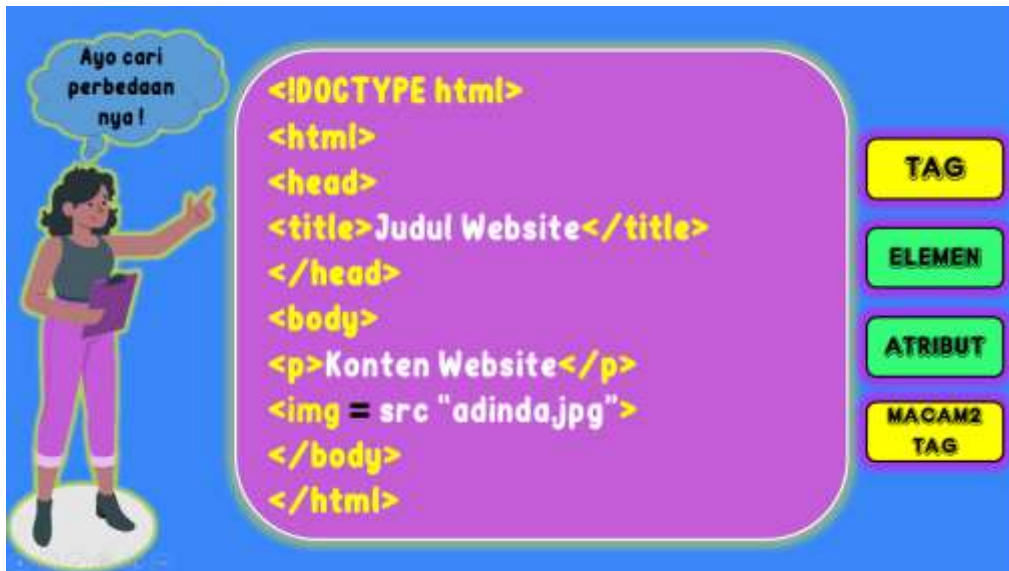 Ayo cari
perbedaan
nya !
<!DOCTYPE html>
<html>
<head>
<title>Judul Website</title>
</head>
<body>
<p>Konten Website</p>
<img = src "adinda.jpg">
</body>
</html>
TAG
ELEMEN
ATRIBUT
MACAM2
TAG